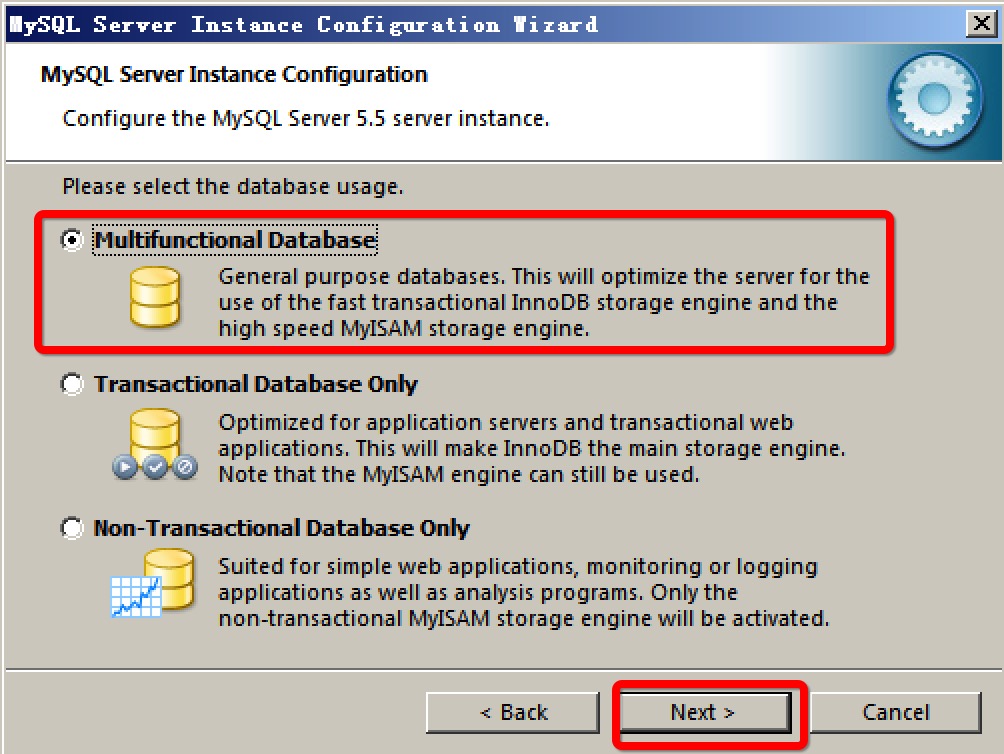 MySQL Server Instance Configuration Wizard
MySQL Server Instance Configuration
Configure the MySQL Server 5.5 server instance.
Please select the database usage.
Multifunctional Database
General purpose databases. This will optimize the server for the
use of the fast transactional InnoDB storage engine and the
high speed MyISAM storage engine.
Transactional Database Only
Optimized for application servers and transactional web
applications. This will make InnoDB the main storage engine.
Note that the MyISAM engine can still be used.
Non-Transactional Database Only
Suited for simple web applications, monitoring or logging
applications as well as analysis programs. Only the
non-transactional MyISAM storage engine will be activated.
< Back
Next >
Cancel